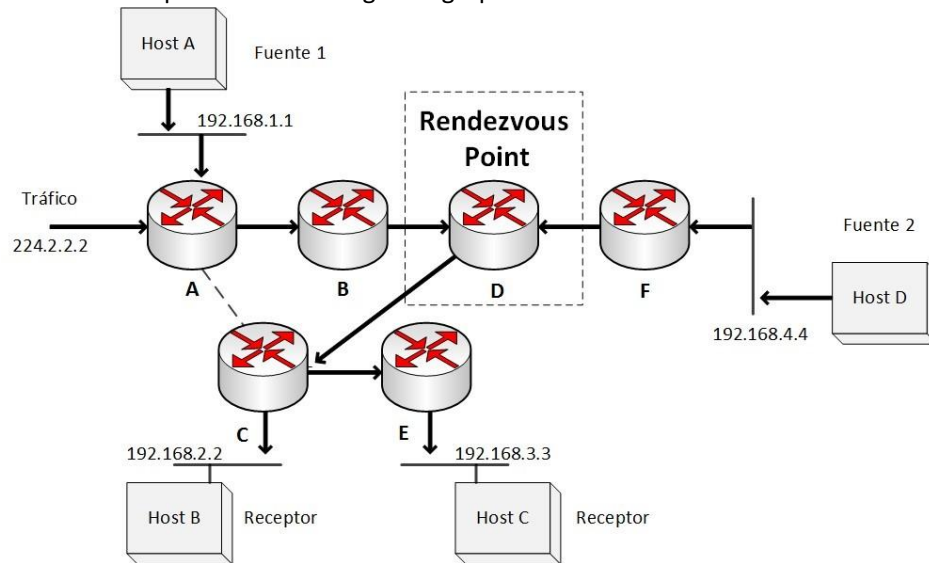 Host A
Fuente 1
192.168.1.1
Rendezvous
Point
Tráfico
224.2.2.2
Fuente 2
A
B
D
F
Host D
192.168.4.4
C
E
192.168.2.2
192.168.3.3
Host B
Receptor
Host C
Receptor